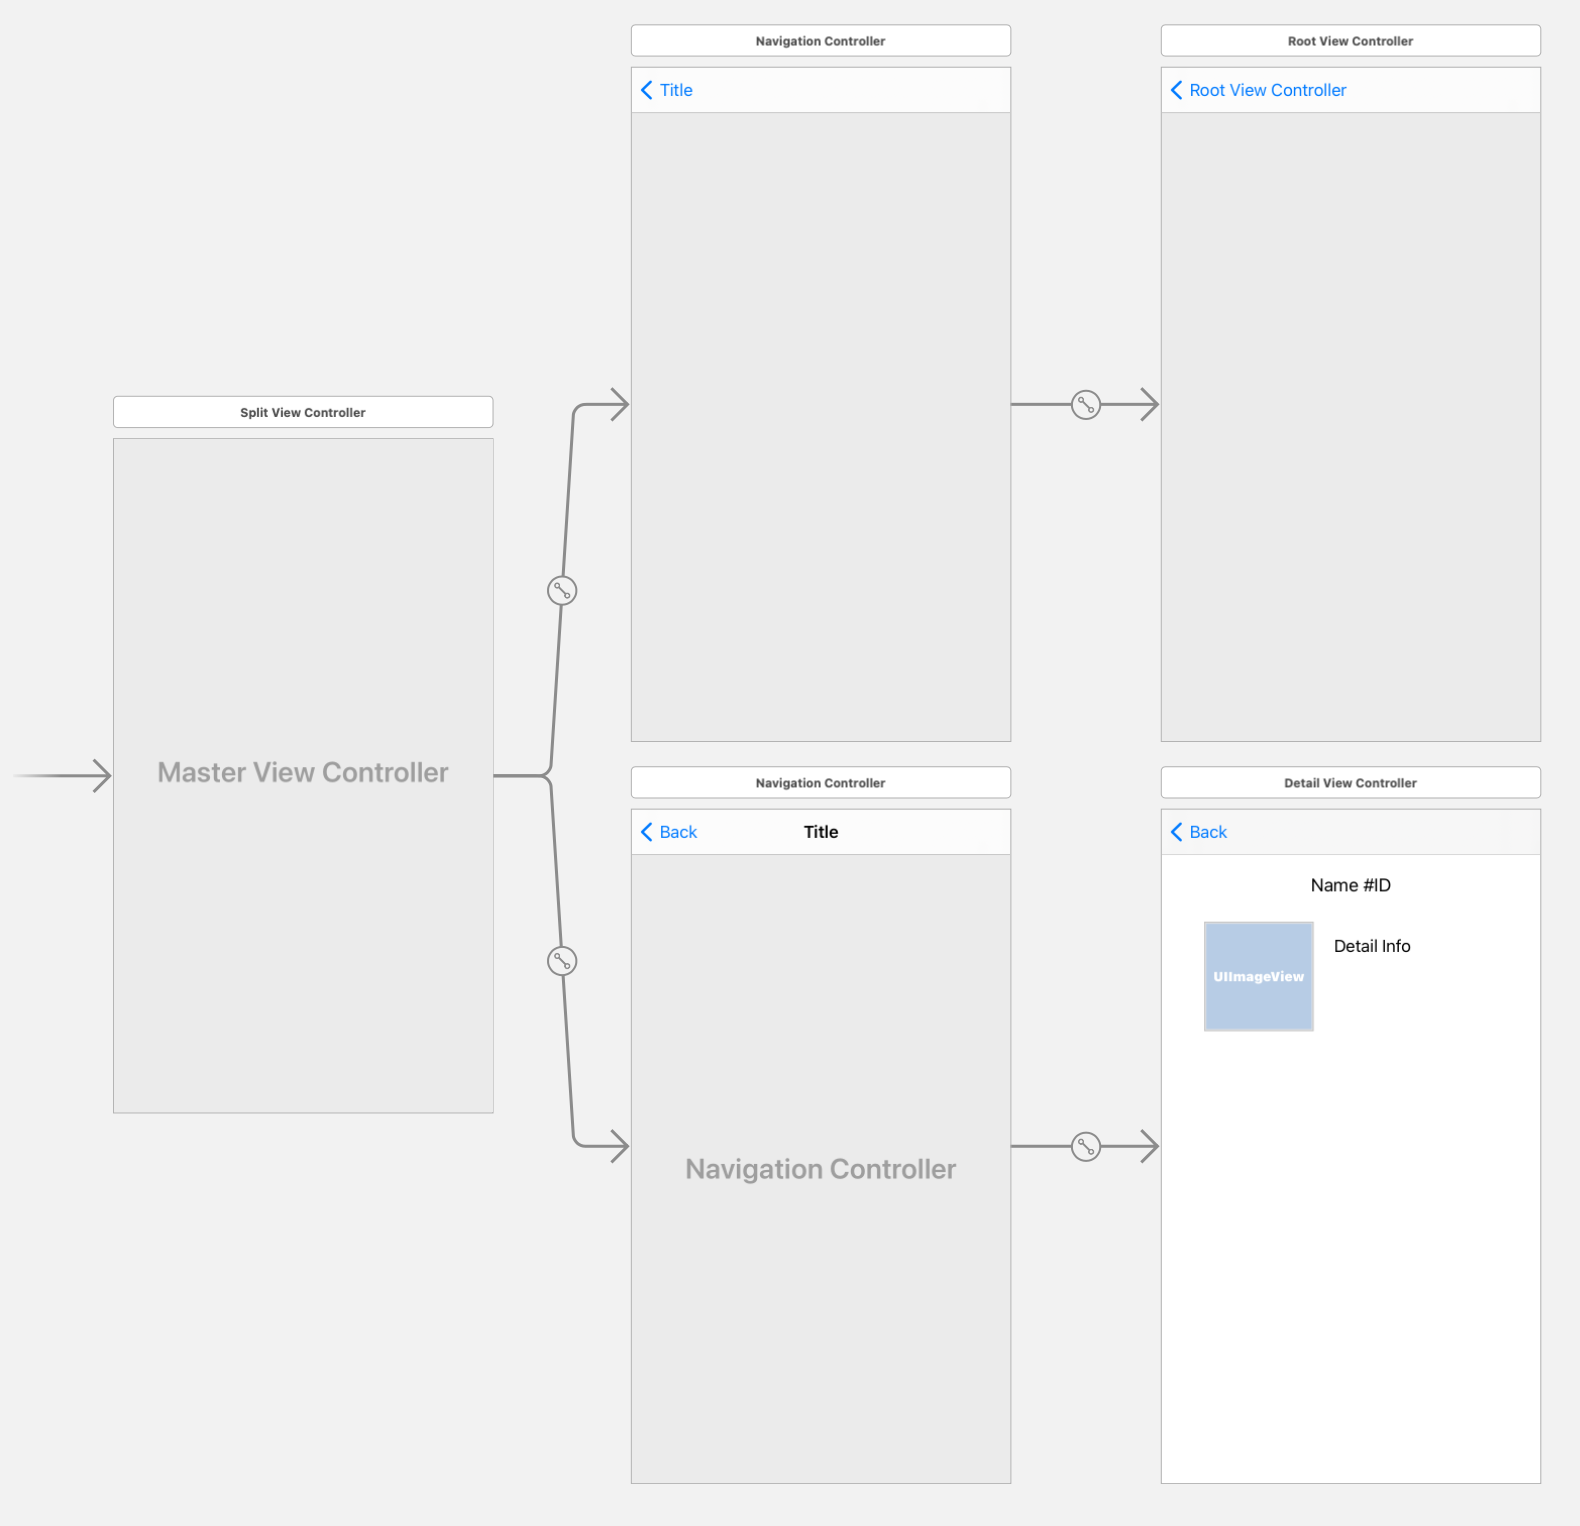 Navigation Controller
Title
Root View Controller
Root View Controller
Split View Controller
Master View Controller
Navigation Controller
Back
Title
Navigation Controller
Detail View Controller
Back
Name #ID
UIImageView
Detail Info